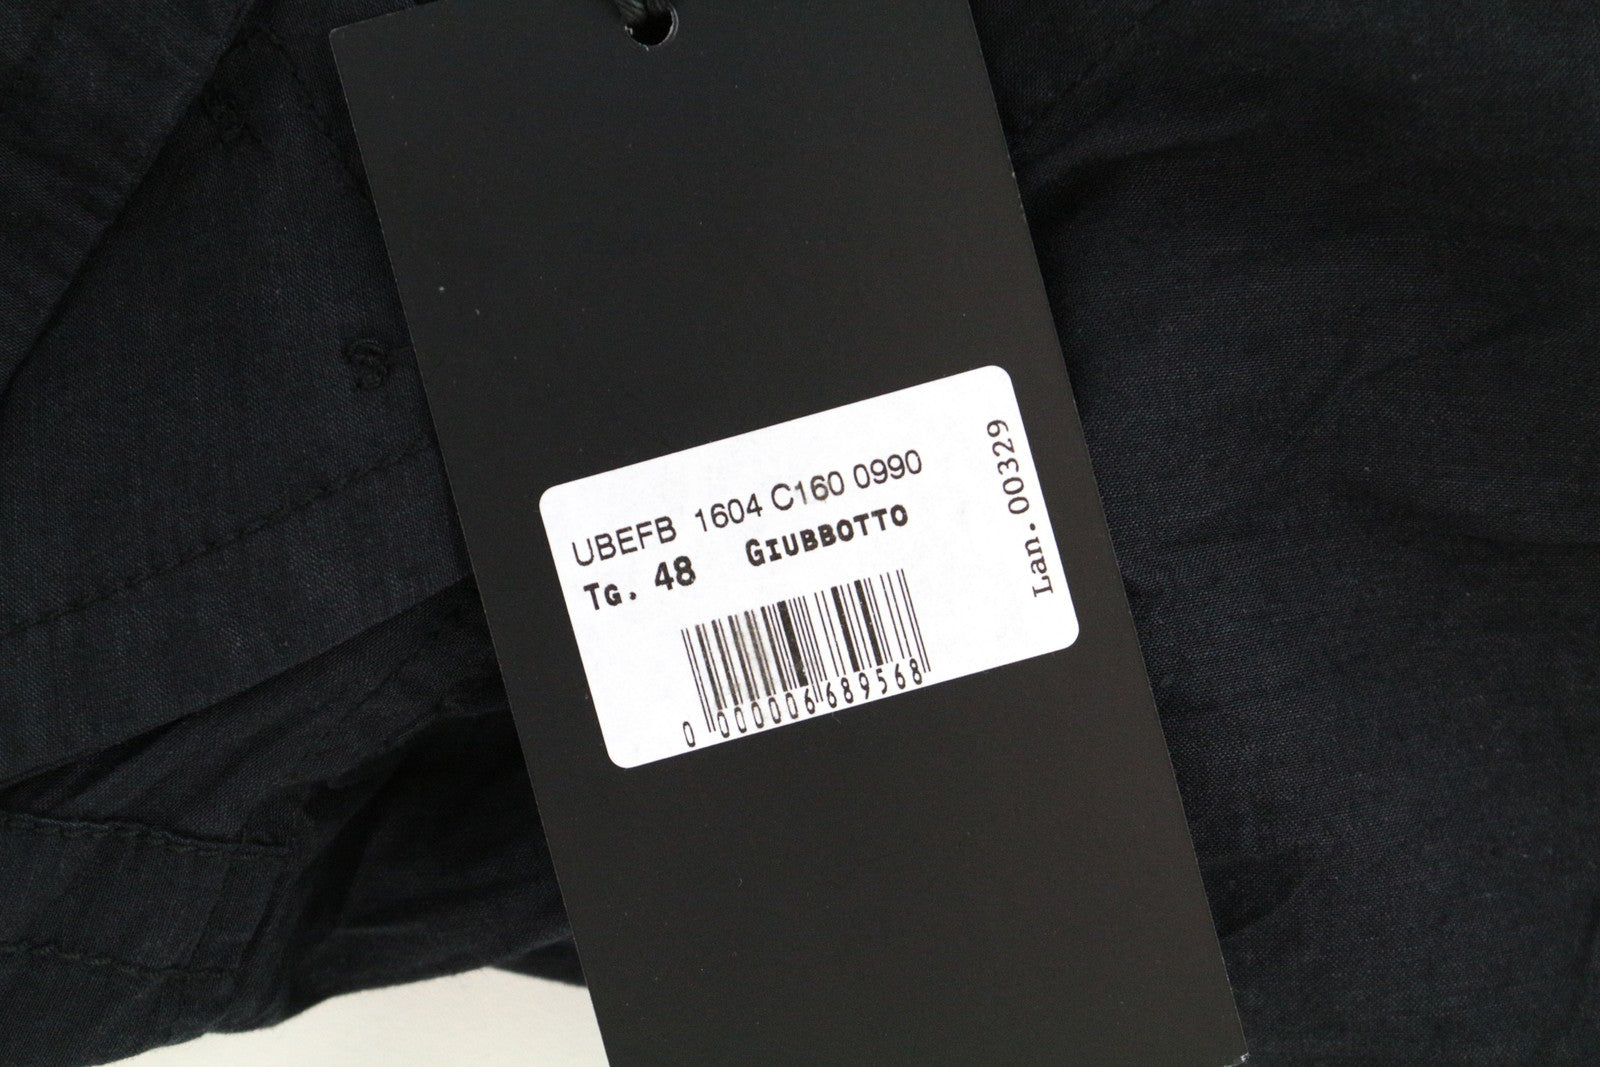 UBEFB 1604 C160 0990
TG. 48 GIUBBOTTO
0 000006 689568
Lan. 00329